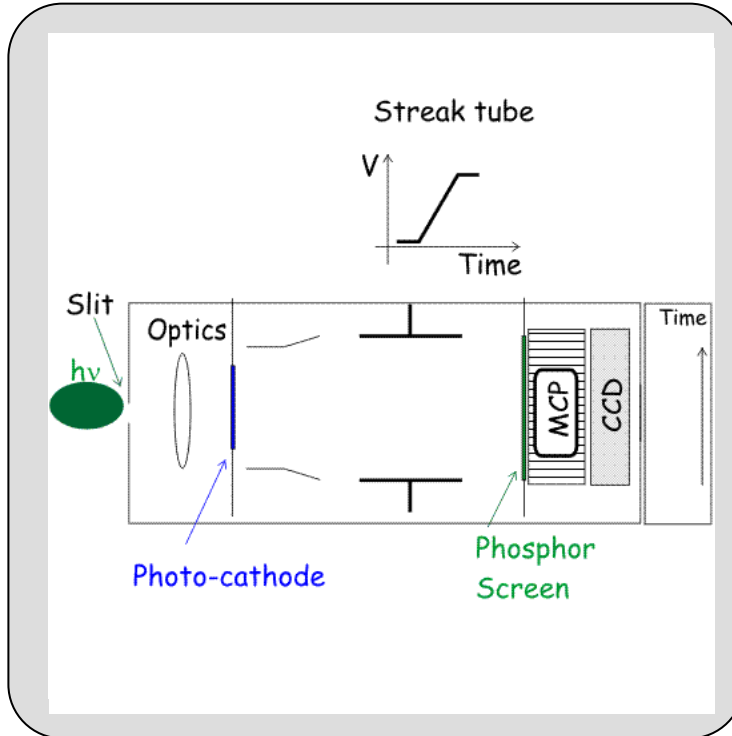 Streak tube
V
Time
Slit
Optics
Time
hν
MCP
CCD
Phosphor
Screen
Photo-cathode